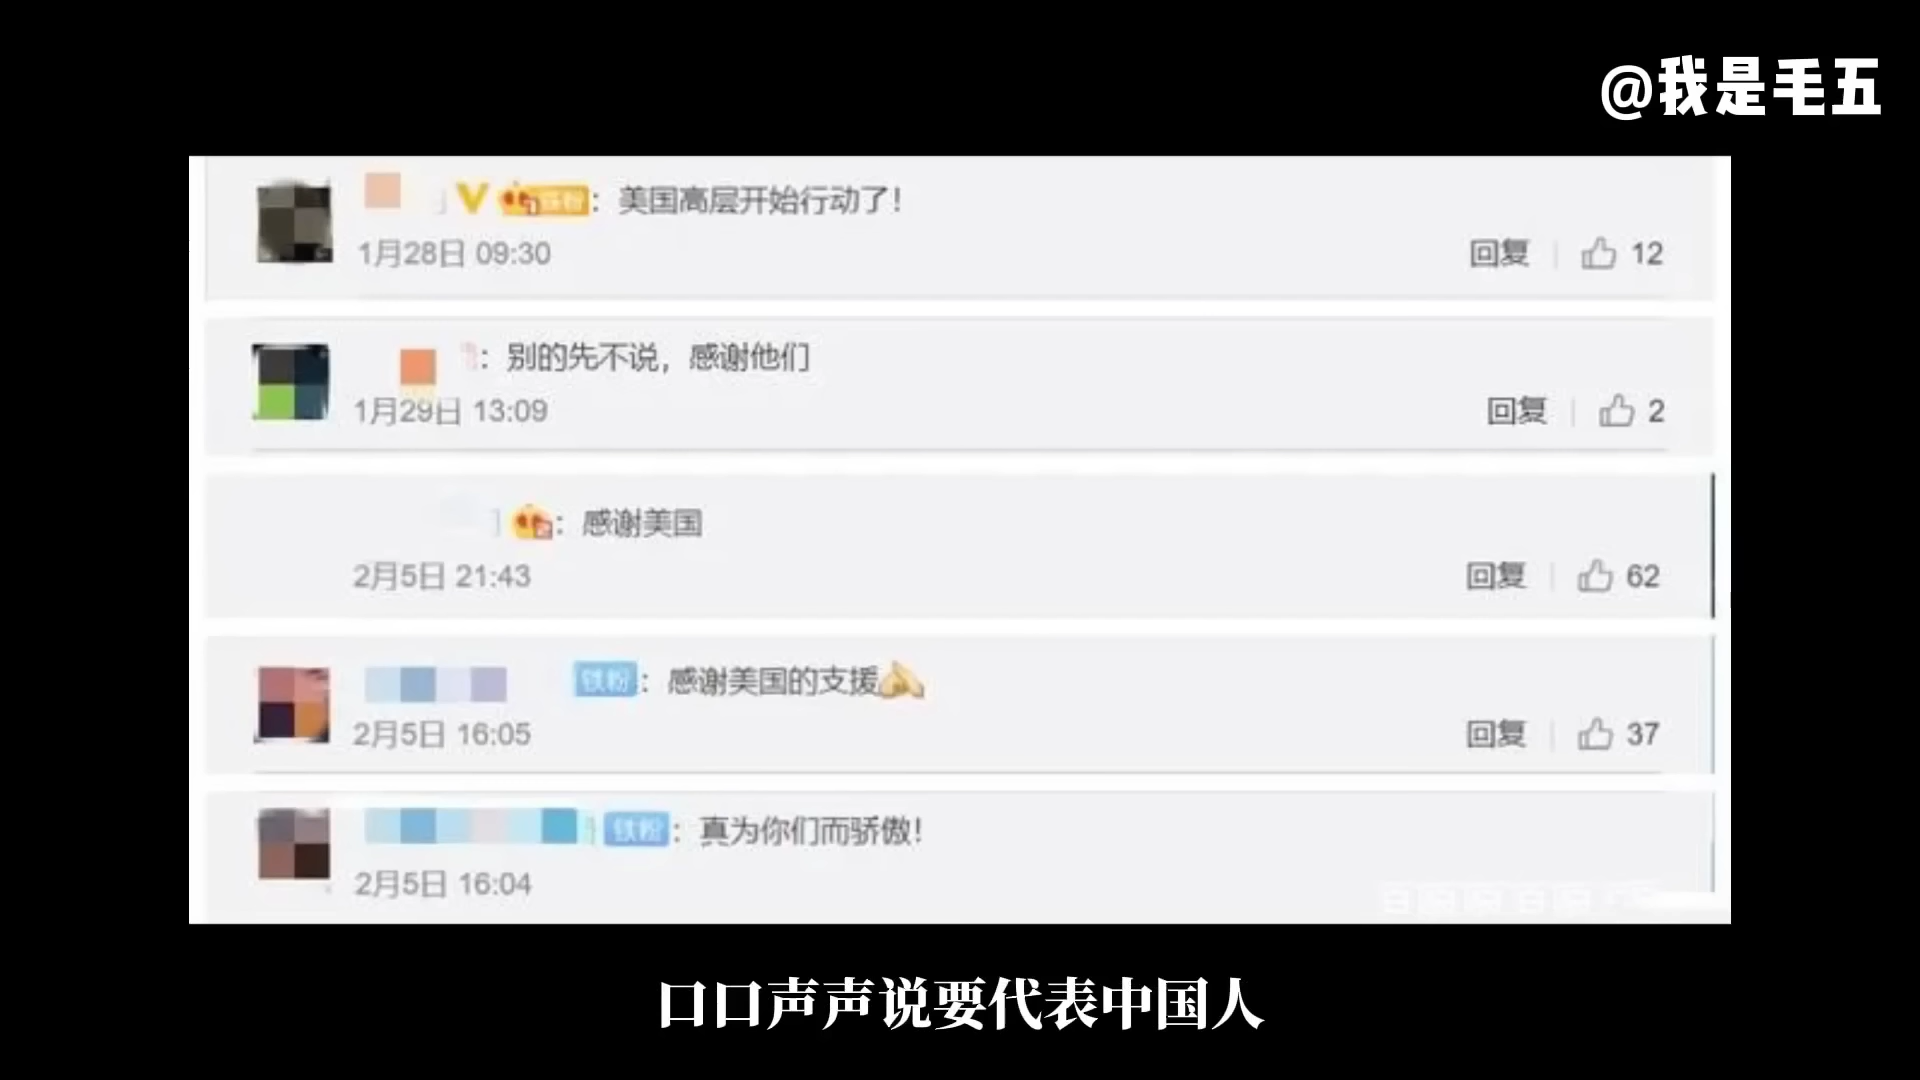 @我是毛五
铁粉：美国高层开始行动了！
1月28日 09:30
回复 12
：别的先不说，感谢他们
1月29日 13:09
回复 2
：感谢美国
2月5日 21:43
回复 62
铁粉：感谢美国的支援
2月5日 16:05
回复 37
铁粉：真为你们而骄傲！
2月5日 16:04
口口声声说要代表中国人